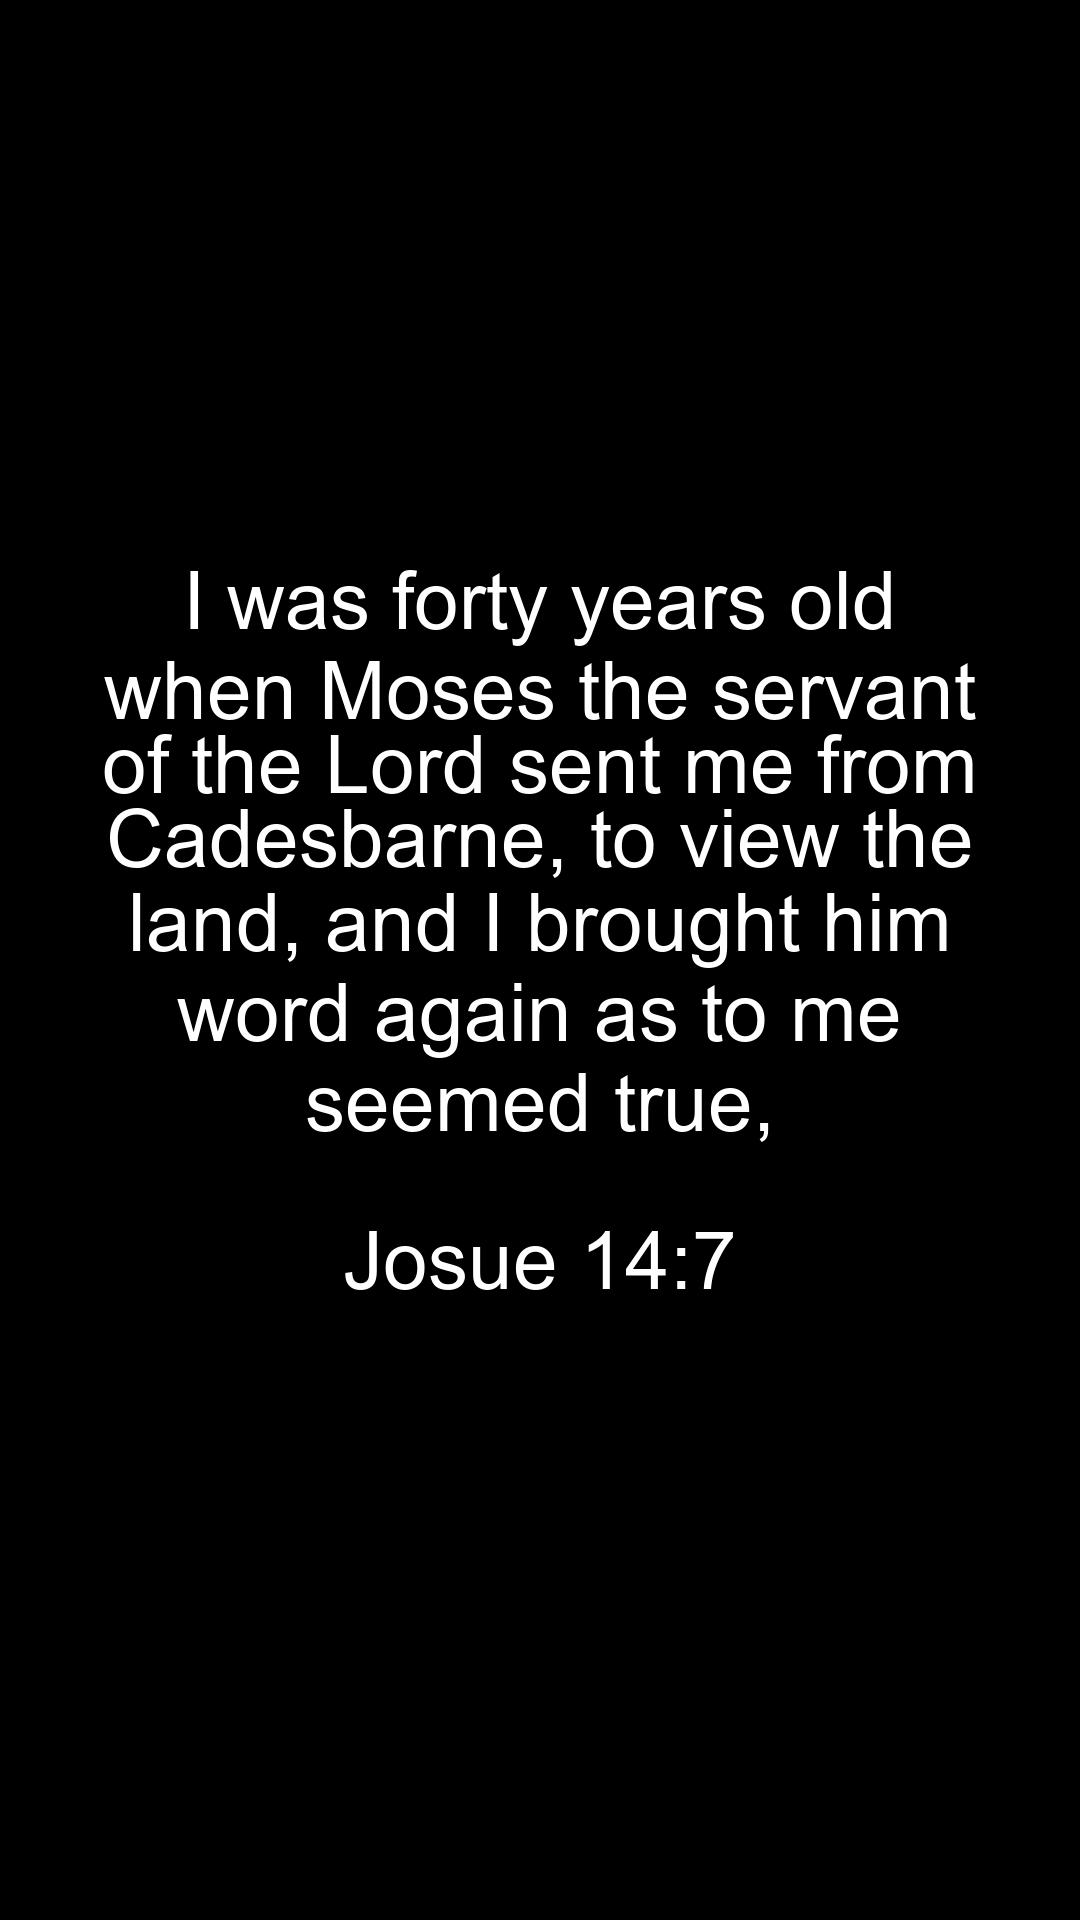 I was forty years old
when Moses the servant
of the Lord sent me from
Cadesbarne, to view the
land, and I brought him
word again as to me
seemed true,
Josue 14:7